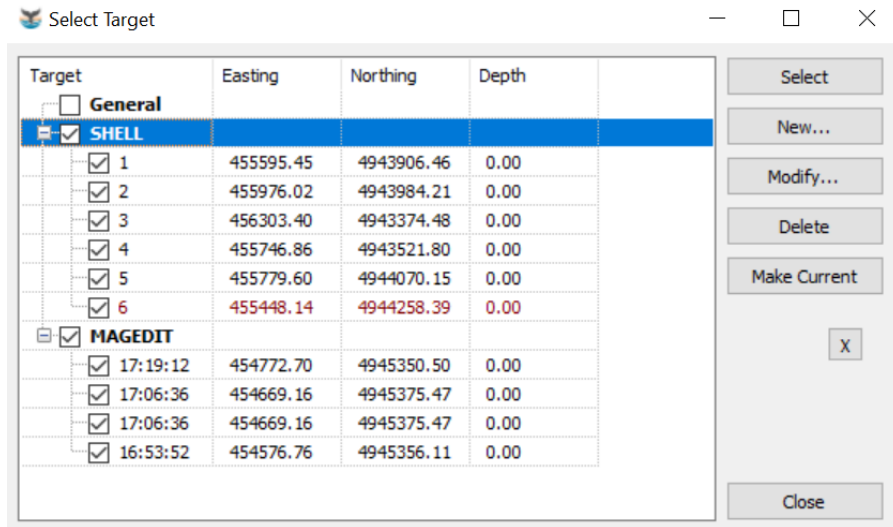 Select Target
Target Easting Northing Depth
General
SHELL
1 455595.45 4943906.46 0.00
2 455976.02 4943984.21 0.00
3 456303.40 4943374.48 0.00
4 455746.86 4943521.80 0.00
5 455779.60 4944070.15 0.00
6 455448.14 4944258.39 0.00
MAGEDIT
17:19:12 454772.70 4945350.50 0.00
17:06:36 454669.16 4945375.47 0.00
17:06:36 454669.16 4945375.47 0.00
16:53:52 454576.76 4945356.11 0.00
Select
New...
Modify...
Delete
Make Current
X
Close